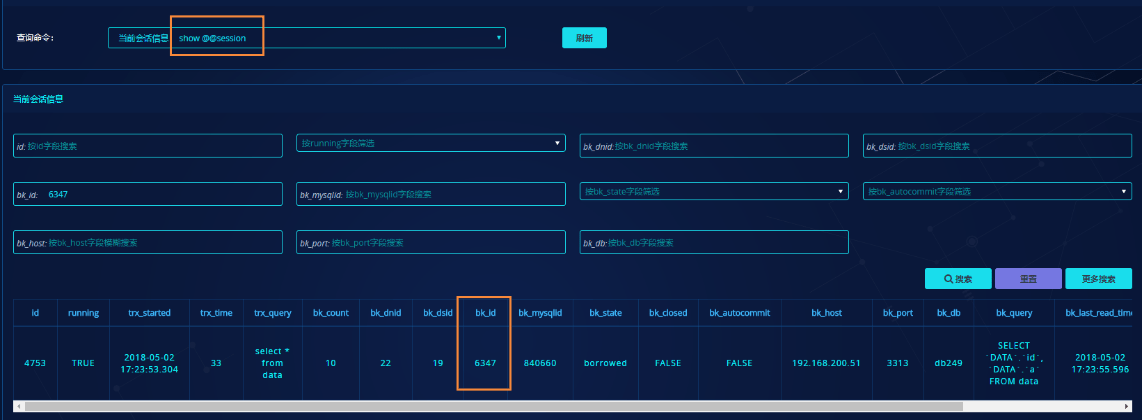 查询命令:
当前会话信息 show @@session
刷新
当前会话信息
id: 按id字段搜索
按running字段筛选
bk_dnid: 按bk_dnid字段搜索
bk_dsid: 按bk_dsid字段搜索
bk_id: 6347
bk_mysqlid: 按bk_mysqlid字段搜索
按bk_state字段筛选
按bk_autocommit字段筛选
bk_host: 按bk_host字段模糊搜索
bk_port: 按bk_port字段搜索
bk_db: 按bk_db字段搜索
搜索
重置
更多搜索
id running trx_started trx_time trx_query bk_count bk_dnid bk_dsid bk_id bk_mysqlid bk_state bk_closed bk_autocommit bk_host bk_port bk_db bk_query bk_last_read_time
4753
TRUE
2018-05-02
17:23:53.304
33
select *
from
data
10
22
19
6347
840660
borrowed
FALSE
FALSE
192.168.200.51
3313
db249
SELECT
`DATA`.`id`,
`DATA`.`a`
FROM data
2018-05-02
17:23:55.596